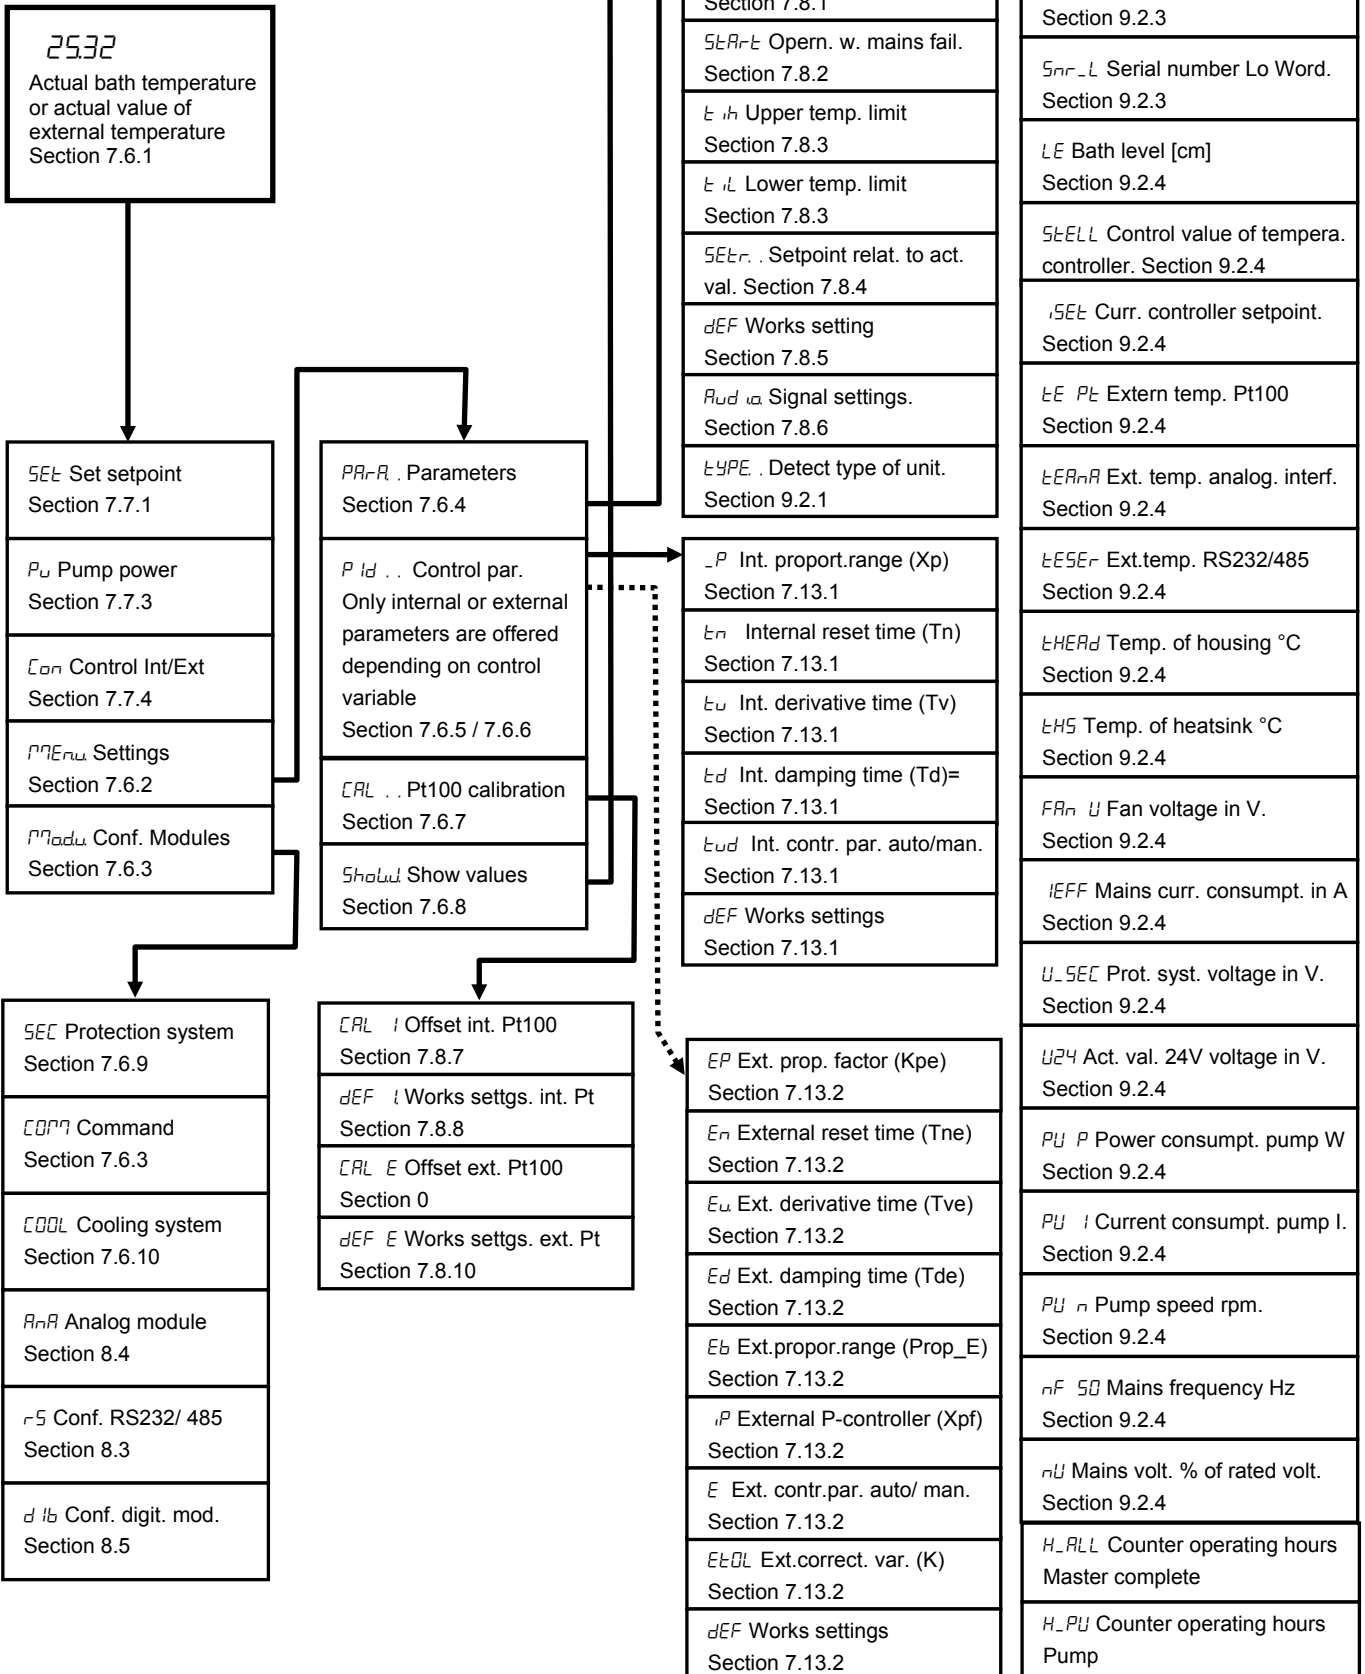 25.32
Actual bath temperature
or actual value of
external temperature
Section 7.6.1
SEt Set setpoint
Section 7.7.1
Pu Pump power
Section 7.7.3
Con Control Int/Ext
Section 7.7.4
MEnu. Settings
Section 7.6.2
Modu. Conf. Modules
Section 7.6.3
SEC Protection system
Section 7.6.9
COM Command
Section 7.6.3
COOL Cooling system
Section 7.6.10
AnA Analog module
Section 8.4
rS Conf. RS232/ 485
Section 8.3
dIb Conf. digit. mod.
Section 8.5
PArA. . Parameters
Section 7.6.4
PId . . Control par.
Only internal or external
parameters are offered
depending on control
variable
Section 7.6.5 / 7.6.6
CAL . . Pt100 calibration
Section 7.6.7
ShoW. Show values
Section 7.6.8
CAL I Offset int. Pt100
Section 7.8.7
dEF I. Works settgs. int. Pt
Section 7.8.8
CAL E Offset ext. Pt100
Section 0
dEF E Works settgs. ext. Pt
Section 7.8.10
Section 7.8.1
StArt Opern. w. mains fail.
Section 7.8.2
t ih Upper temp. limit
Section 7.8.3
t iL Lower temp. limit
Section 7.8.3
SEtr. . Setpoint relat. to act.
val. Section 7.8.4
dEF Works setting
Section 7.8.5
Audio. Signal settings.
Section 7.8.6
tYPE. . Detect type of unit.
Section 9.2.1
_P Int. proport.range (Xp)
Section 7.13.1
tn Internal reset time (Tn)
Section 7.13.1
tu Int. derivative time (Tv)
Section 7.13.1
td Int. damping time (Td)=
Section 7.13.1
tud Int. contr. par. auto/man.
Section 7.13.1
dEF Works settings
Section 7.13.1
EP Ext. prop. factor (Kpe)
Section 7.13.2
En External reset time (Tne)
Section 7.13.2
Eu. Ext. derivative time (Tve)
Section 7.13.2
Ed Ext. damping time (Tde)
Section 7.13.2
Eb Ext.propor.range (Prop_E)
Section 7.13.2
iP External P-controller (Xpf)
Section 7.13.2
E Ext. contr.par. auto/ man.
Section 7.13.2
EtOL Ext.correct. var. (K)
Section 7.13.2
dEF Works settings
Section 7.13.2
Section 9.2.3
Snr_L Serial number Lo Word.
Section 9.2.3
LE Bath level [cm]
Section 9.2.4
StELL Control value of tempera.
controller. Section 9.2.4
iSEt Curr. controller setpoint.
Section 9.2.4
tE Pt Extern temp. Pt100
Section 9.2.4
tEAnA Ext. temp. analog. interf.
Section 9.2.4
tESEr Ext.temp. RS232/485
Section 9.2.4
tHEAd Temp. of housing °C
Section 9.2.4
tHS Temp. of heatsink °C
Section 9.2.4
FAn U Fan voltage in V.
Section 9.2.4
IEFF Mains curr. consumpt. in A
Section 9.2.4
U_SEC Prot. syst. voltage in V.
Section 9.2.4
U24 Act. val. 24V voltage in V.
Section 9.2.4
PU P Power consumpt. pump W
Section 9.2.4
PU I Current consumpt. pump I.
Section 9.2.4
PU n Pump speed rpm.
Section 9.2.4
nF 50 Mains frequency Hz
Section 9.2.4
nU Mains volt. % of rated volt.
Section 9.2.4
H_ALL Counter operating hours
Master complete
H_PU Counter operating hours
Pump